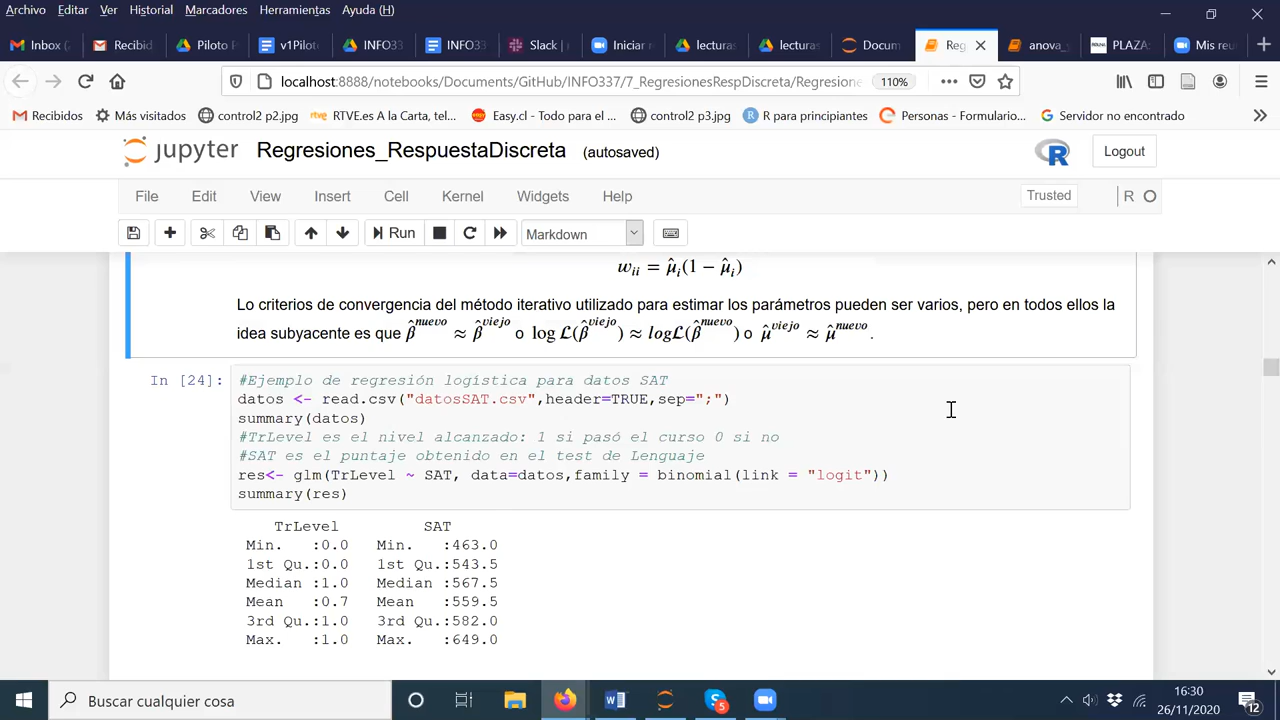 Archivo Editar Ver Historial Marcadores Herramientas Ayuda (H)
Inbox (2 Recibid Piloto v1Pilot INFO33 INFO33 Slack | Iniciar r lecturas lecturas Docum Reg anova_ PLAZA: Mis reu
localhost:8888/notebooks/Documents/GitHub/INFO337/7_RegresionesRespDiscreta/Regresione 110%
Recibidos Más visitados control2 p2.jpg RTVE.es A La Carta, tel... Easy.cl - Todo para el ... control2 p3.jpg R para principiantes Personas - Formulario... Servidor no encontrado
jupyter Regresiones_RespuestaDiscreta (autosaved) Logout
File Edit View Insert Cell Kernel Widgets Help Trusted R
Run Markdown
wᵢᵢ = μ̂ᵢ(1 − μ̂ᵢ)
Lo criterios de convergencia del método iterativo utilizado para estimar los parámetros pueden ser varios, pero en todos ellos la
idea subyacente es que β̂ⁿᵘᵉᵛᵒ ≈ β̂ᵛⁱᵉʲᵒ o log ℒ(β̂ᵛⁱᵉʲᵒ) ≈ logℒ(β̂ⁿᵘᵉᵛᵒ) o μ̂ᵛⁱᵉʲᵒ ≈ μ̂ⁿᵘᵉᵛᵒ.
In [24]: #Ejemplo de regresión logística para datos SAT
datos <- read.csv("datosSAT.csv",header=TRUE,sep=";")
summary(datos)
#TrLevel es el nivel alcanzado: 1 si pasó el curso 0 si no
#SAT es el puntaje obtenido en el test de Lenguaje
res<- glm(TrLevel ~ SAT, data=datos,family = binomial(link = "logit"))
summary(res)
TrLevel SAT
Min. :0.0 Min. :463.0
1st Qu.:0.0 1st Qu.:543.5
Median :1.0 Median :567.5
Mean :0.7 Mean :559.5
3rd Qu.:1.0 3rd Qu.:582.0
Max. :1.0 Max. :649.0
Buscar cualquier cosa
16:30
26/11/2020
5
12